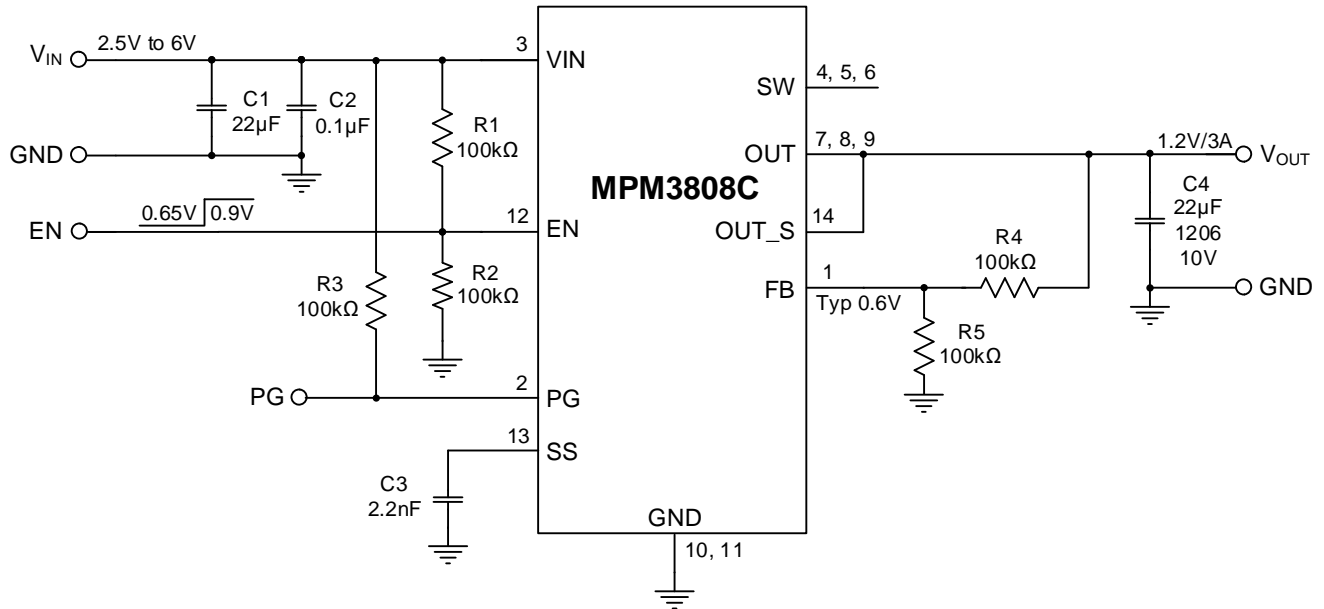 VIN
2.5V to 6V
3
VIN
C1
22µF
C2
0.1µF
R1
100kΩ
GND
EN
0.65V
0.9V
12
EN
R3
100kΩ
R2
100kΩ
PG
2
PG
13
SS
C3
2.2nF
MPM3808C
GND
10, 11
SW
4, 5, 6
OUT
7, 8, 9
OUT_S
14
FB
1
Typ 0.6V
R4
100kΩ
R5
100kΩ
1.2V/3A
VOUT
C4
22µF
1206
10V
GND